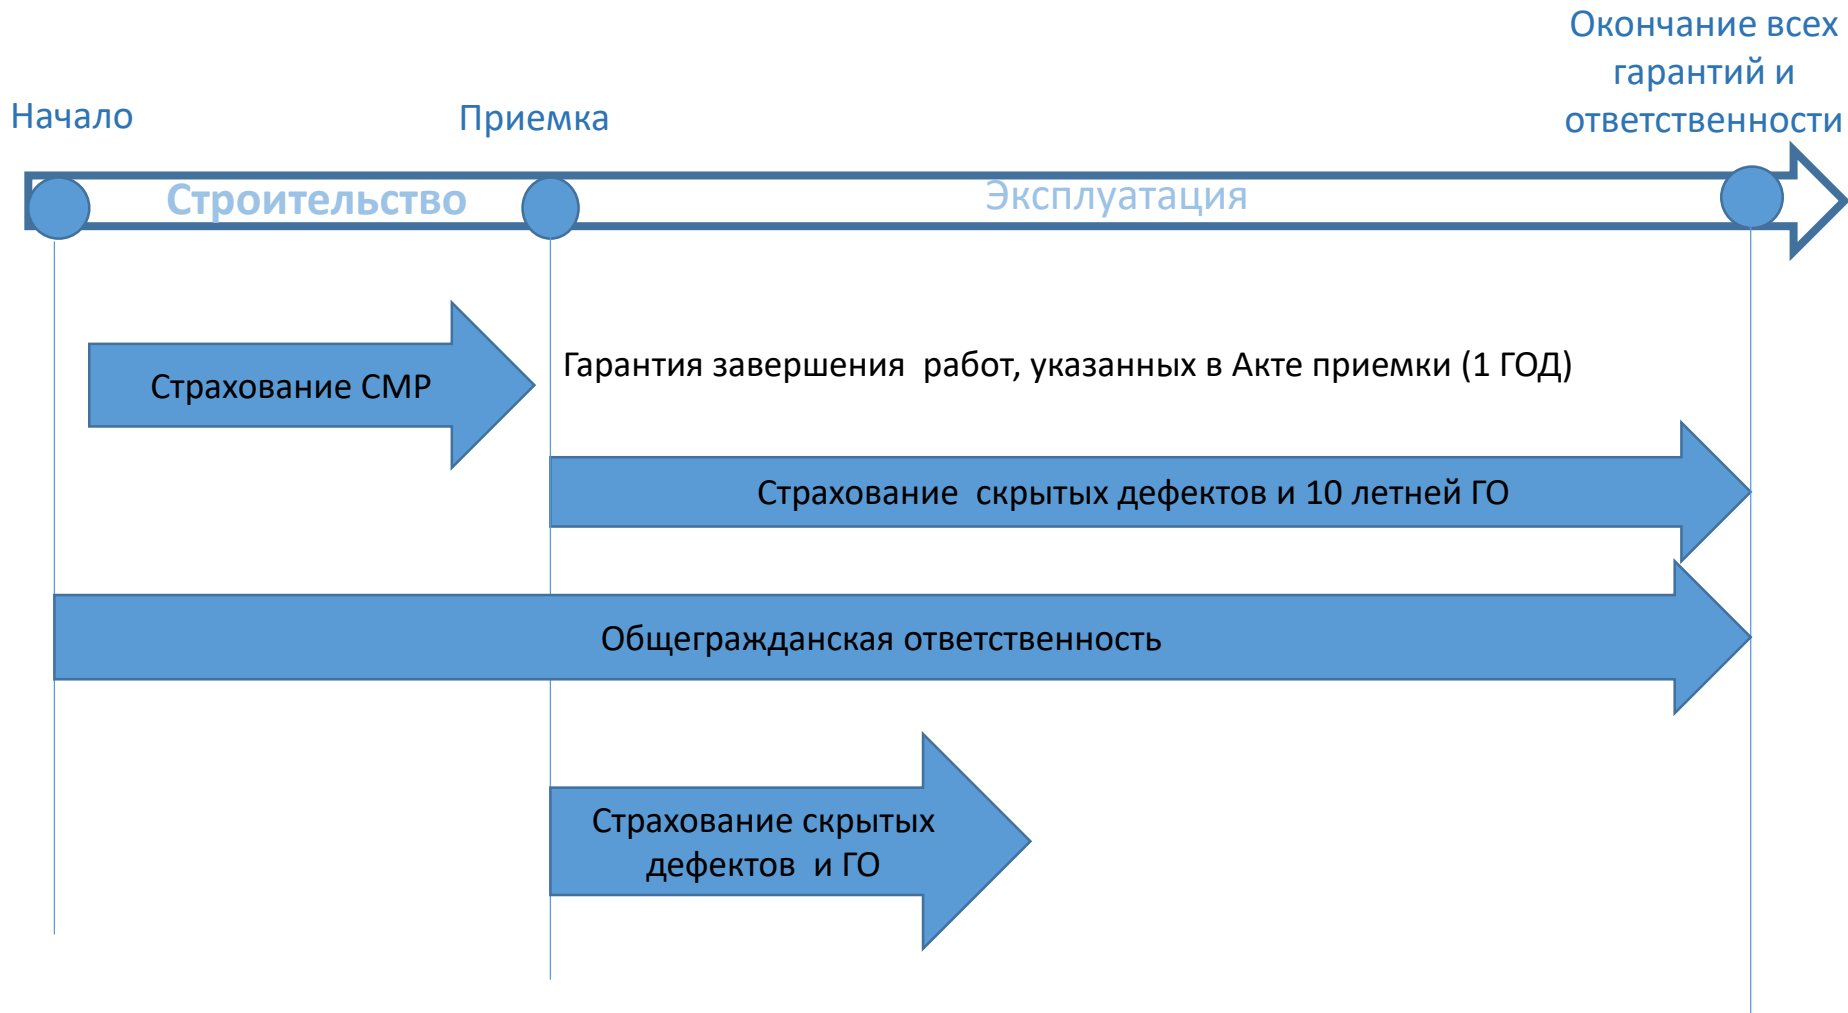 Окончание всех
гарантий и
ответственности
Начало
Приемка
Строительство
Эксплуатация
Страхование СМР
Гарантия завершения  работ, указанных в Акте приемки (1 ГОД)
Страхование  скрытых дефектов и 10 летней ГО
Общегражданская ответственность
Страхование скрытых
дефектов  и ГО